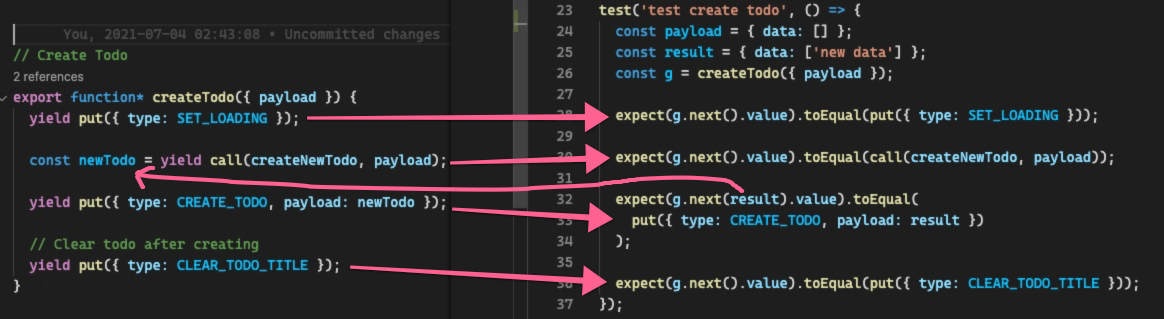 You, 2021-07-04 02:43:08 • Uncommitted changes
// Create Todo
2 references
export function* createTodo({ payload }) {
yield put({ type: SET_LOADING });
const newTodo = yield call(createNewTodo, payload);
yield put({ type: CREATE_TODO, payload: newTodo });
// Clear todo after creating
yield put({ type: CLEAR_TODO_TITLE });
}
23 test('test create todo', () => {
24 const payload = { data: [] };
25 const result = { data: ['new data'] };
26 const g = createTodo({ payload });
27
28 expect(g.next().value).toEqual(put({ type: SET_LOADING }));
29
30 expect(g.next().value).toEqual(call(createNewTodo, payload));
31
32 expect(g.next(result).value).toEqual(
33 put({ type: CREATE_TODO, payload: result })
34 );
35
36 expect(g.next().value).toEqual(put({ type: CLEAR_TODO_TITLE }));
37 });